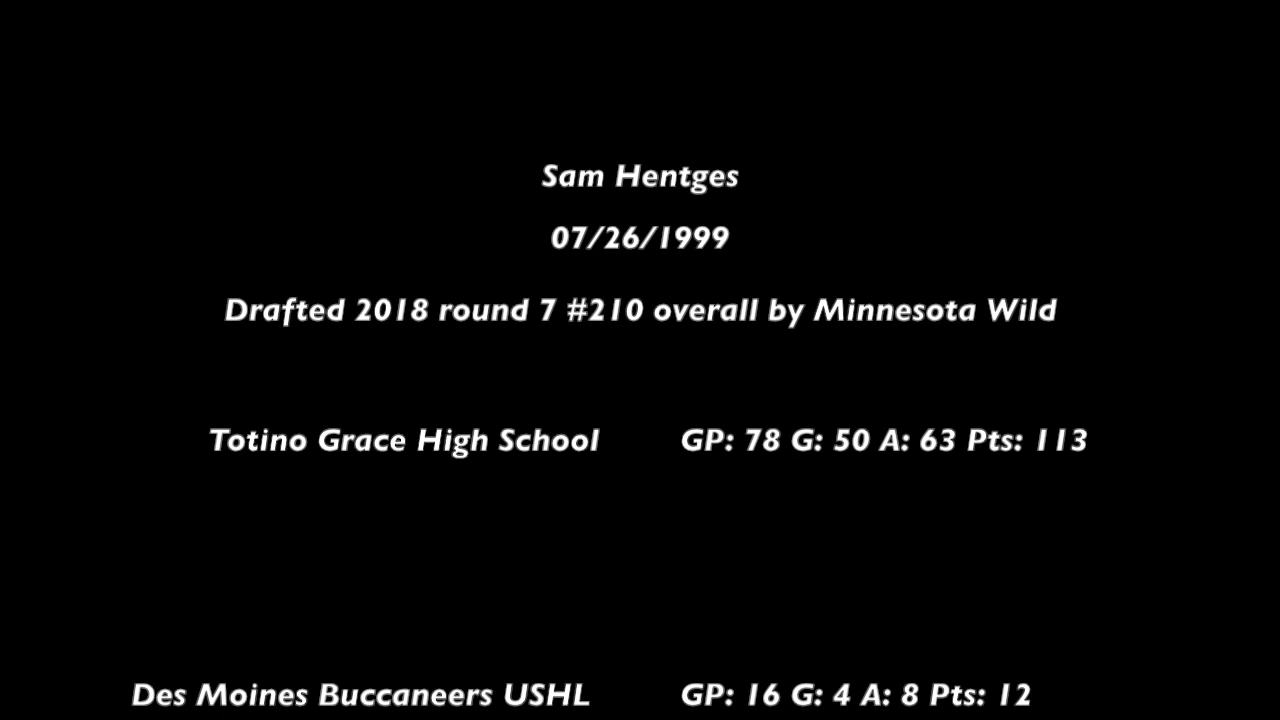 Sam Hentges
07/26/1999
Drafted 2018 round 7 #210 overall by Minnesota Wild
Totino Grace High School GP: 78 G: 50 A: 63 Pts: 113
Des Moines Buccaneers USHL GP: 16 G: 4 A: 8 Pts: 12